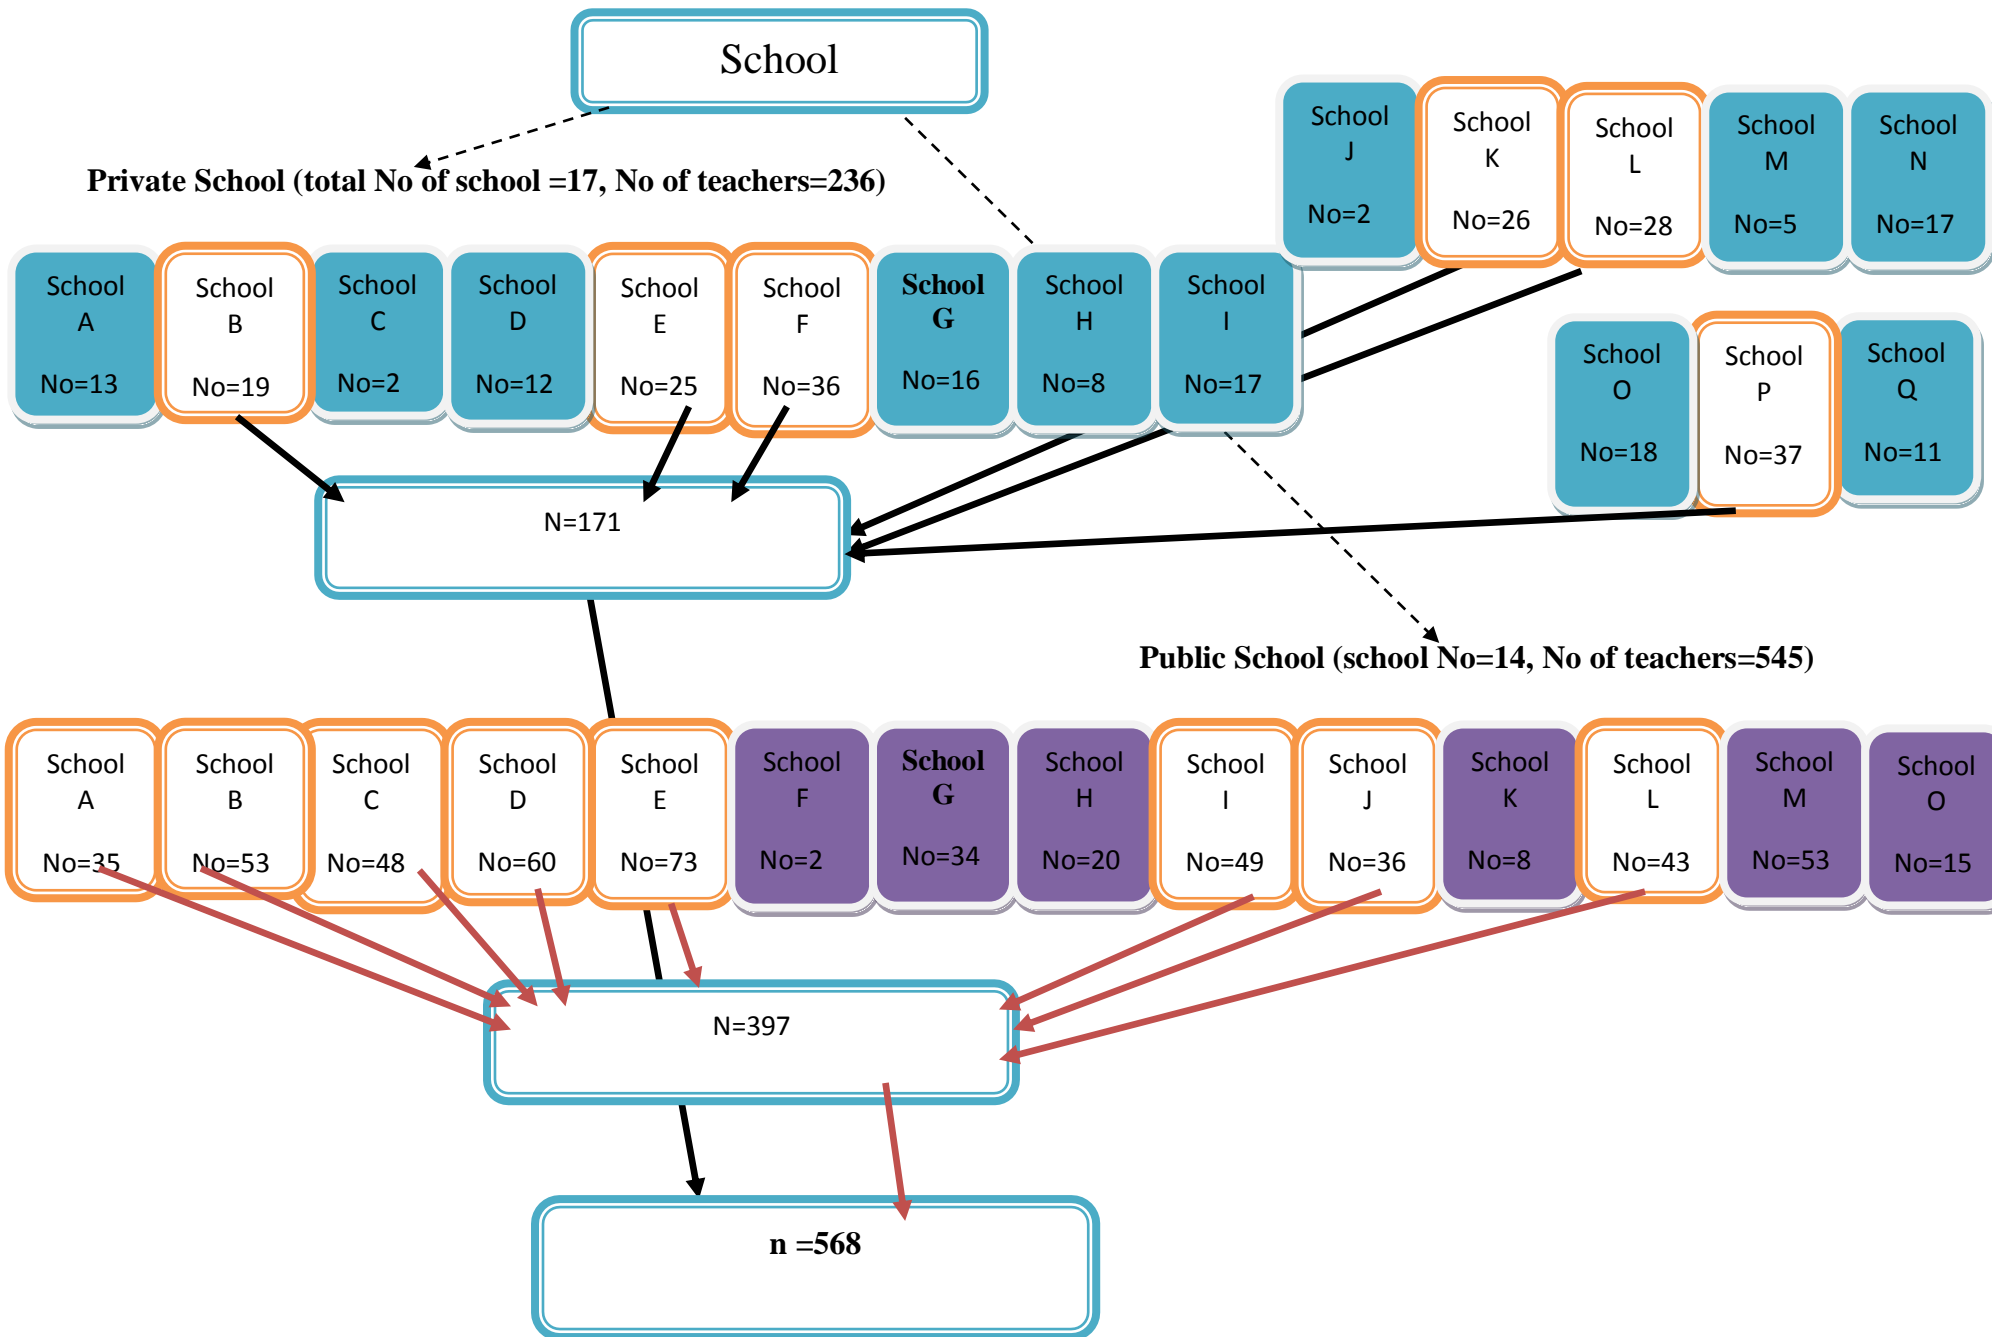 School
Private School (total No of school =17, No of teachers=236)
School
A
No=13
School
B
No=19
School
C
No=2
School
D
No=12
School
E
No=25
School
F
No=36
School
G
No=16
School
H
No=8
School
I
No=17
School
J
No=2
School
K
No=26
School
L
No=28
School
M
No=5
School
N
No=17
School
O
No=18
School
P
No=37
School
Q
No=11
N=171
Public School (school No=14, No of teachers=545)
School
A
No=35
School
B
No=53
School
C
No=48
School
D
No=60
School
E
No=73
School
F
No=2
School
G
No=34
School
H
No=20
School
I
No=49
School
J
No=36
School
K
No=8
School
L
No=43
School
M
No=53
School
O
No=15
N=397
n =568